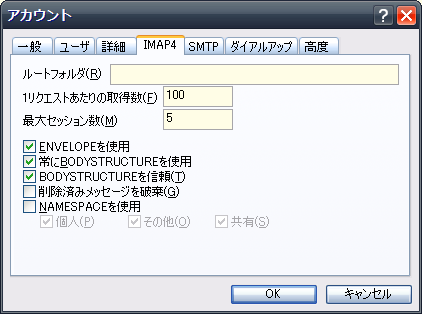 アカウント
一般 ユーザ 詳細 IMAP4 SMTP ダイアルアップ 高度
ルートフォルダ(R)
1リクエストあたりの取得数(F) 100
最大セッション数(M) 5
ENVELOPEを使用
常にBODYSTRUCTUREを使用
BODYSTRUCTUREを信頼(T)
削除済みメッセージを破棄(G)
NAMESPACEを使用
個人(P) その他(O) 共有(S)
OK キャンセル